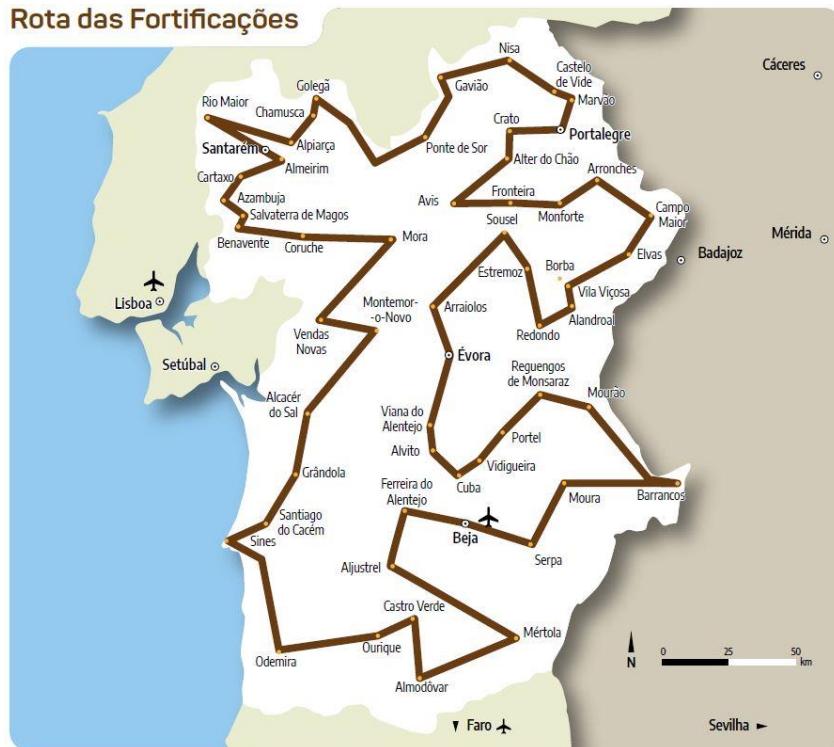 Rota das Fortificações
Nisa
Cáceres
Castelo
de Vide
Gavião
Golegã
Marvão
Rio Maior
Chamusca
Crato
Portalegre
Ponte de Sor
Alpiarça
Santarém
Almeirim
Alter do Chão
Arronches
Cartaxo
Fronteira
Azambuja
Avis
Monforte
Campo
Maior
Salvaterra de Magos
Sousel
Mérida
Benavente
Coruche
Mora
Elvas
Badajoz
Borba
Estremoz
Vila Viçosa
Lisboa
Montemor-
-o-Novo
Arraiolos
Alandroal
Vendas
Novas
Redondo
Évora
Setúbal
Reguengos
de Monsaraz
Mourão
Alcacér
do Sal
Viana do
Alentejo
Portel
Alvito
Vidigueira
Grândola
Cuba
Ferreira do
Alentejo
Moura
Barrancos
Santiago
do Cacém
Beja
Sines
Serpa
Aljustrel
Castro Verde
Mértola
Ourique
Odemira
N
0 25 50
km
Almodôvar
Faro
Sevilha